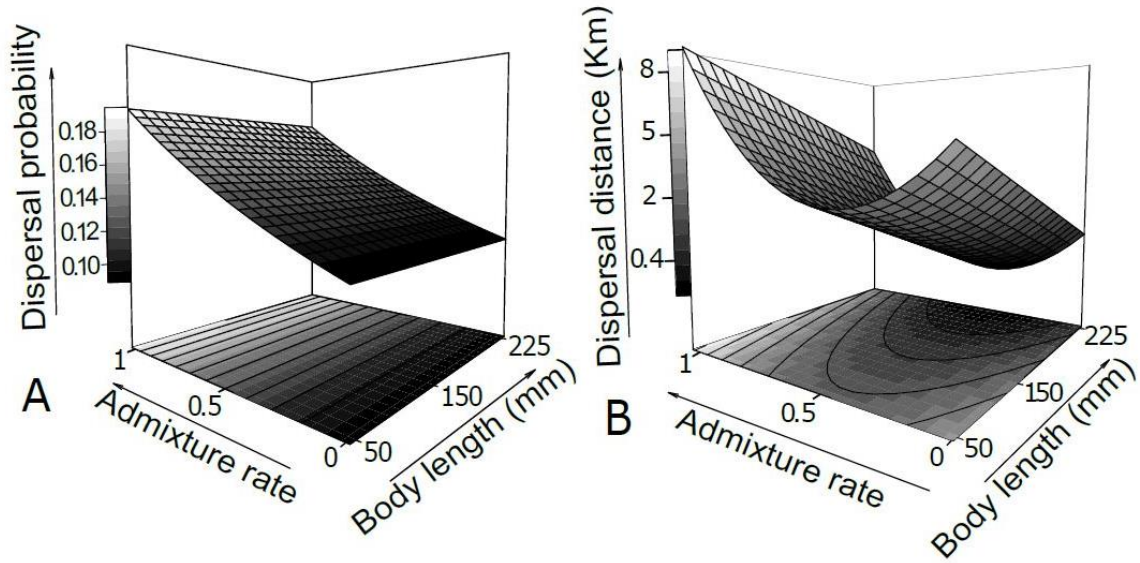 Dispersal probability
0.18
0.16
0.14
0.12
0.10
1
0.5
0
Admixture rate
50
150
225
Body length (mm)
A
Dispersal distance (Km)
8
5
2
0.4
1
0.5
0
Admixture rate
50
150
225
Body length (mm)
B